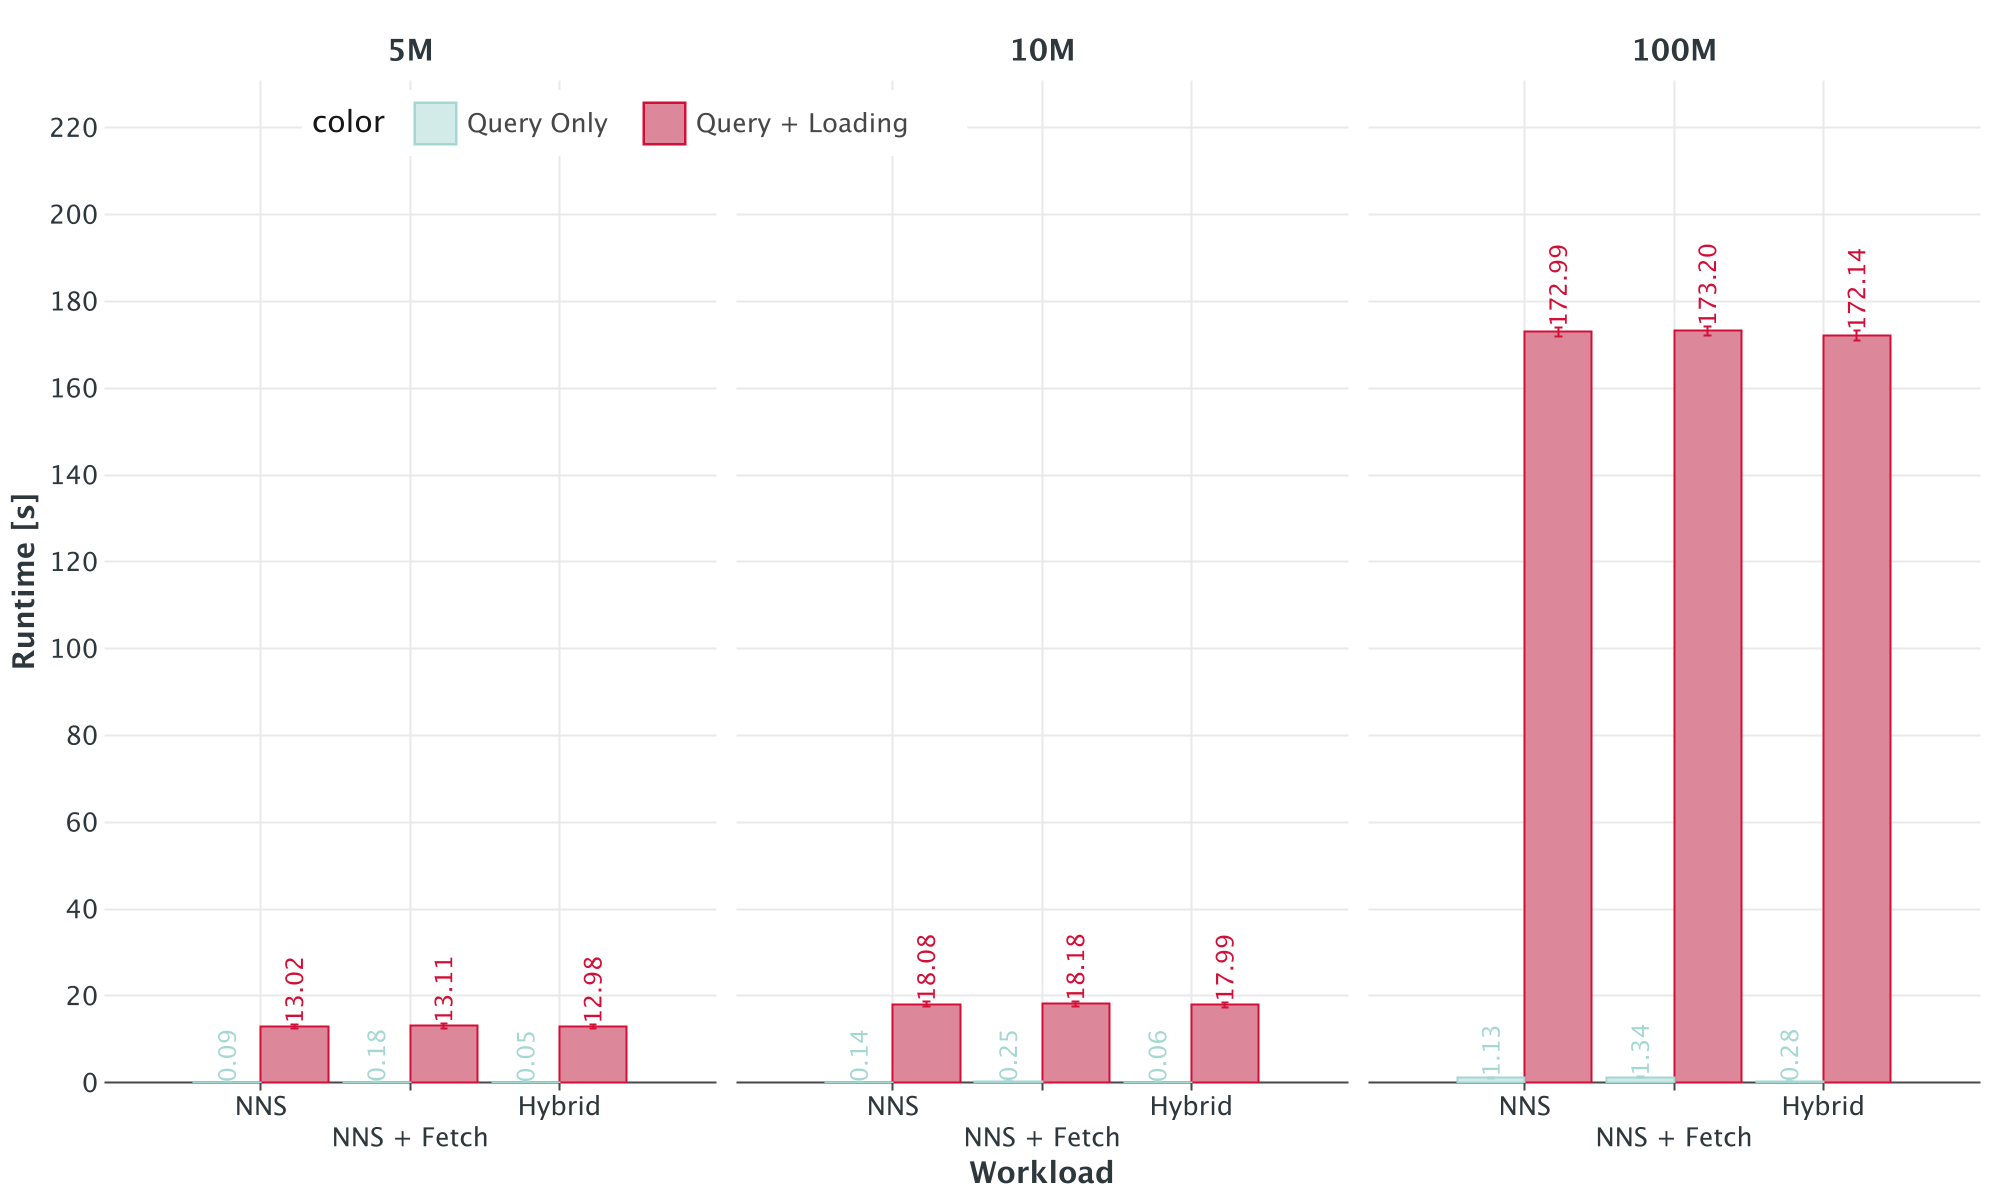 5M 10M 100M
color Query Only Query + Loading
Runtime [s]
220
200
180
160
140
120
100
80
60
40
20
0
0.09 13.02 0.18 13.11 0.05 12.98
0.14 18.08 0.25 18.18 0.06 17.99
1.13 172.99 1.34 173.20 0.28 172.14
NNS Hybrid NNS Hybrid NNS Hybrid
NNS + Fetch NNS + Fetch NNS + Fetch
Workload